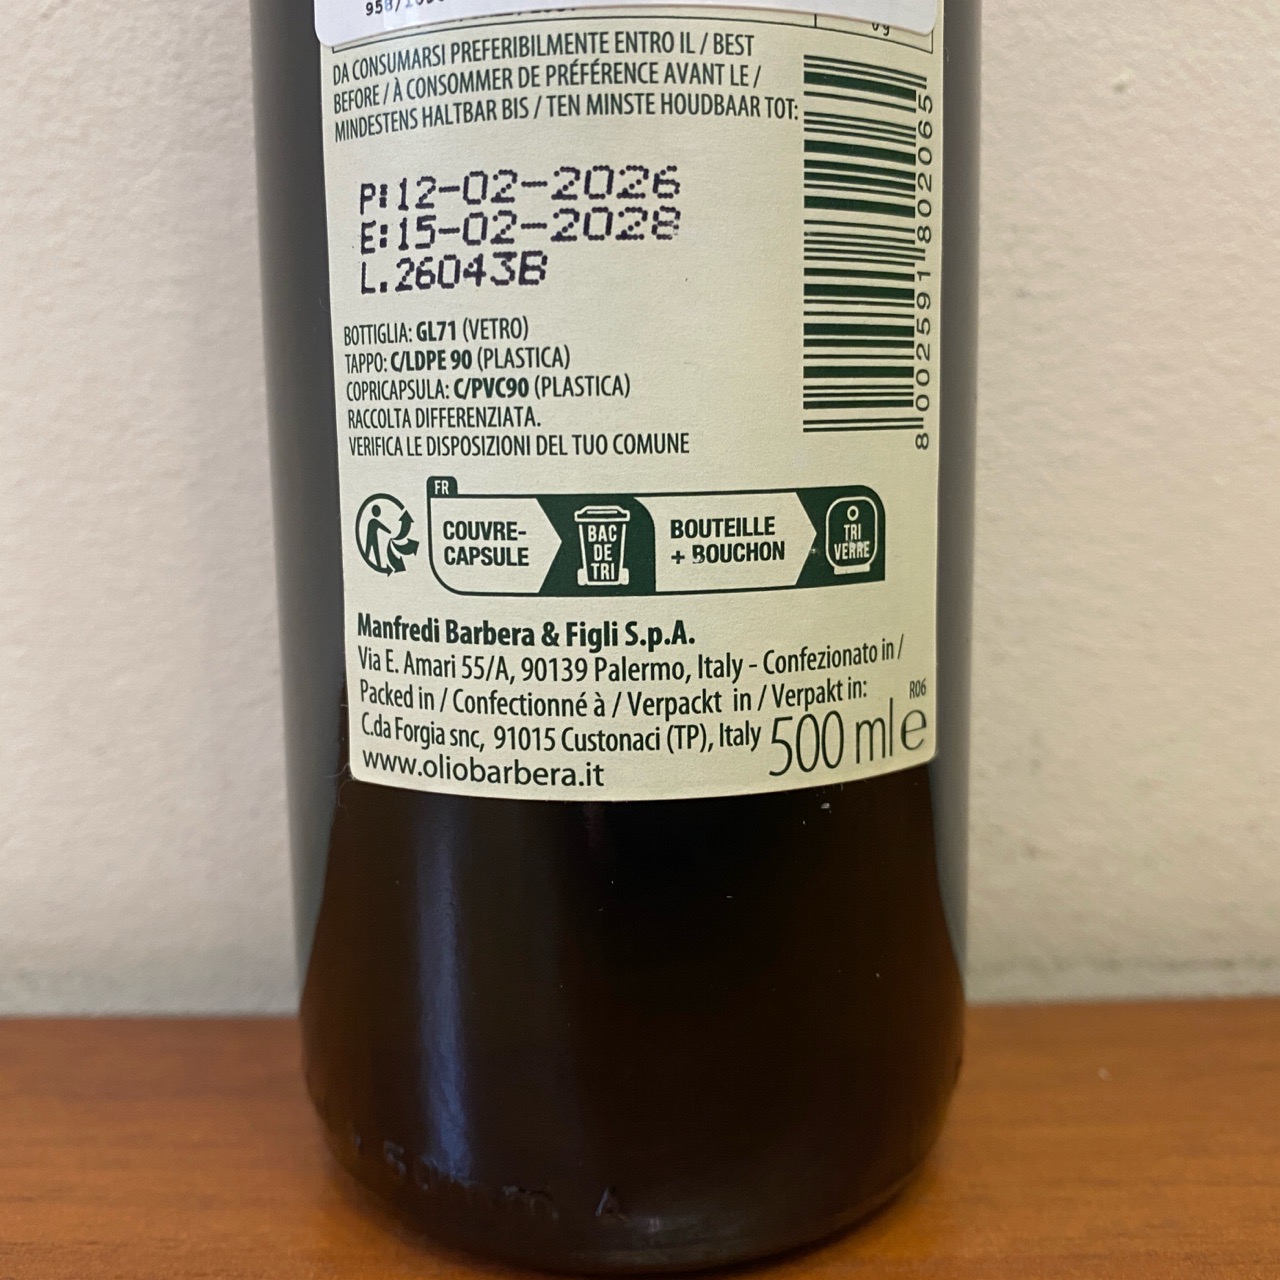 DA CONSUMARSI PREFERIBILMENTE ENTRO IL / BEST
BEFORE / À CONSOMMER DE PRÉFÉRENCE AVANT LE /
MINDESTENS HALTBAR BIS / TEN MINSTE HOUDBAAR TOT:
P:12-02-2026
E:15-02-2028
L.26043B
8 002591 802065
BOTTIGLIA: GL71 (VETRO)
TAPPO: C/LDPE 90 (PLASTICA)
COPRICAPSULA: C/PVC90 (PLASTICA)
RACCOLTA DIFFERENZIATA.
VERIFICA LE DISPOSIZIONI DEL TUO COMUNE
FR
COUVRE-
CAPSULE
BAC
DE
TRI
BOUTEILLE
+ BOUCHON
TRI
VERRE
Manfredi Barbera & Figli S.p.A.
Via E. Amari 55/A, 90139 Palermo, Italy - Confezionato in /
Packed in / Confectionné à / Verpackt in / Verpakt in:
R06
C.da Forgia snc, 91015 Custonaci (TP), Italy
500 ml e
www.oliobarbera.it